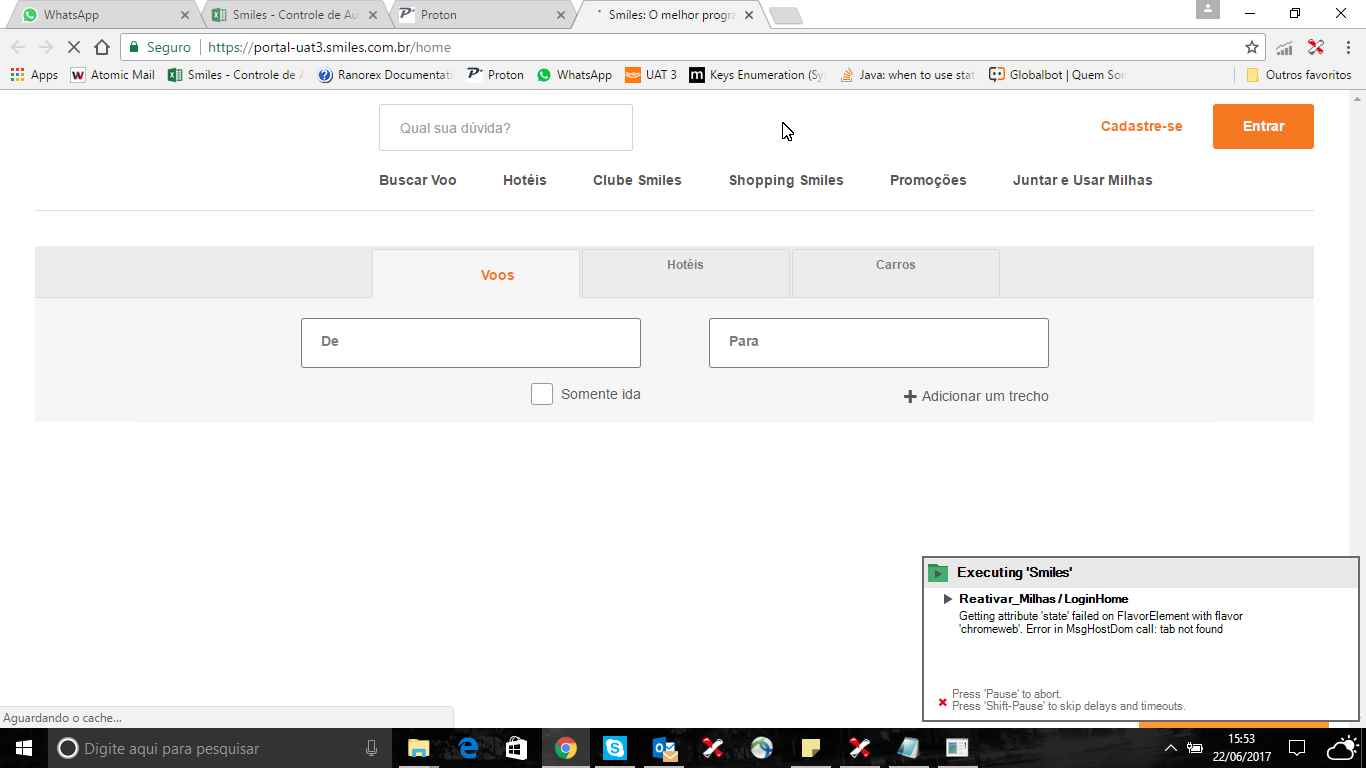 WhatsApp
Smiles - Controle de Au
Proton
Smiles: O melhor progra
Seguro
https://portal-uat3.smiles.com.br/home
Apps
Atomic Mail
Smiles - Controle de A
Ranorex Documentati
Proton
WhatsApp
UAT 3
Keys Enumeration (Sy
Java: when to use stat
Globalbot | Quem Som
Outros favoritos
Qual sua dúvida?
Cadastre-se
Entrar
Buscar Voo
Hotéis
Clube Smiles
Shopping Smiles
Promoções
Juntar e Usar Milhas
Voos
Hotéis
Carros
De
Para
Somente ida
Adicionar um trecho
Executing 'Smiles'
Reativar_Milhas / LoginHome
Getting attribute 'state' failed on FlavorElement with flavor
'chromeweb'. Error in MsgHostDom call: tab not found
Press 'Pause' to abort.
Press 'Shift-Pause' to skip delays and timeouts.
Aguardando o cache...
Digite aqui para pesquisar
15:53
22/06/2017